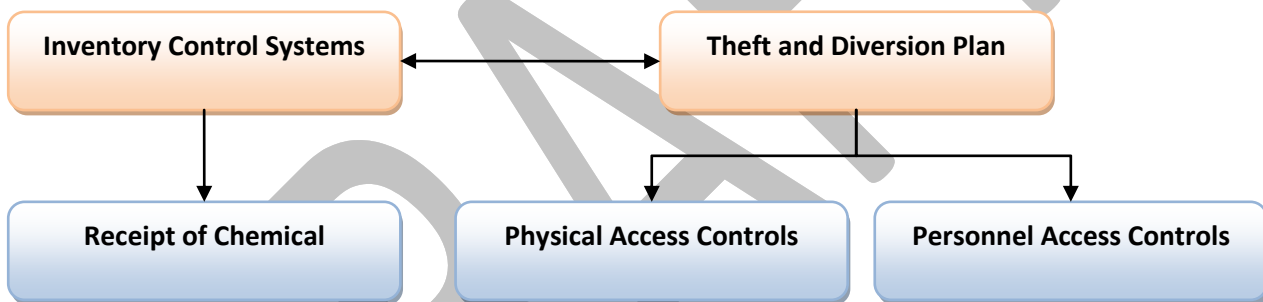 Inventory Control Systems
Theft and Diversion Plan
Receipt of Chemical
Physical Access Controls
Personnel Access Controls